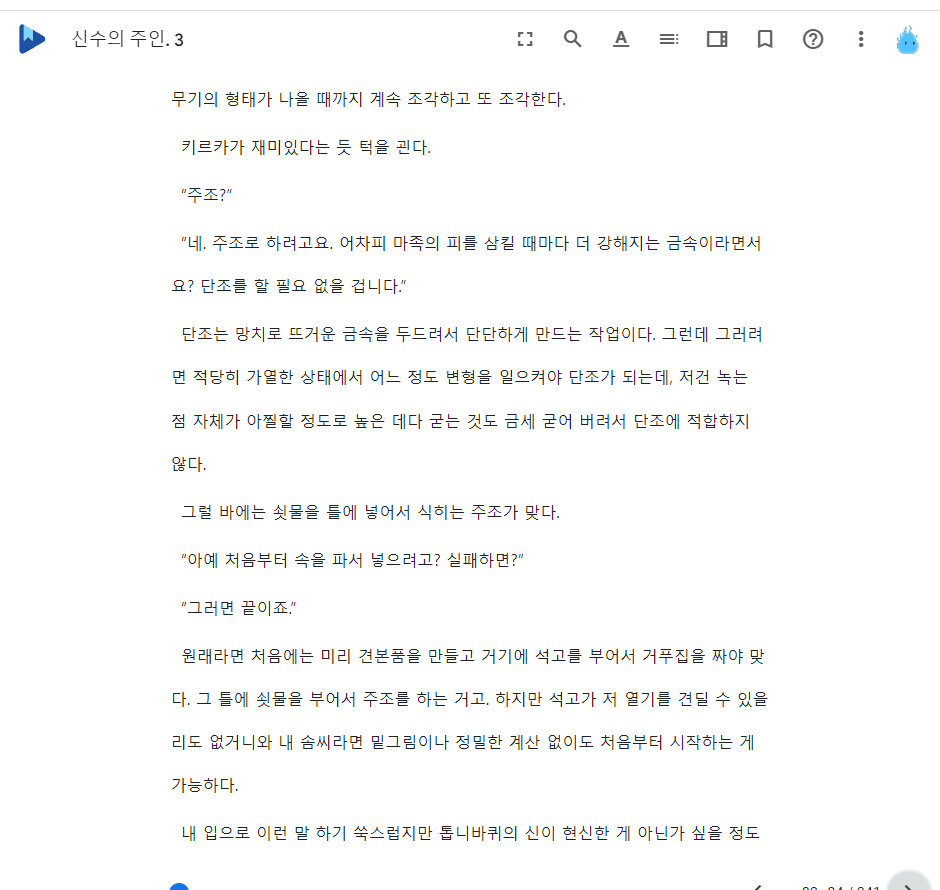 신수의 주인. 3
무기의 형태가 나올 때까지 계속 조각하고 또 조각한다.
키르카가 재미있다는 듯 턱을 괸다.
“주조?”
“네. 주조로 하려고요. 어차피 마족의 피를 삼킬 때마다 더 강해지는 금속이라면서
요? 단조를 할 필요 없을 겁니다.”
단조는 망치로 뜨거운 금속을 두드려서 단단하게 만드는 작업이다. 그런데 그러려
면 적당히 가열한 상태에서 어느 정도 변형을 일으켜야 단조가 되는데, 저건 녹는
점 자체가 아찔할 정도로 높은 데다 굳는 것도 금세 굳어 버려서 단조에 적합하지
않다.
그럴 바에는 쇳물을 틀에 넣어서 식히는 주조가 맞다.
“아예 처음부터 속을 파서 넣으려고? 실패하면?”
“그러면 끝이죠.”
원래라면 처음에는 미리 견본품을 만들고 거기에 석고를 부어서 거푸집을 짜야 맞
다. 그 틀에 쇳물을 부어서 주조를 하는 거고. 하지만 석고가 저 열기를 견딜 수 있을
리도 없거니와 내 솜씨라면 밑그림이나 정밀한 계산 없이도 처음부터 시작하는 게
가능하다.
내 입으로 이런 말 하기 쑥스럽지만 톱니바퀴의 신이 현신한 게 아닌가 싶을 정도